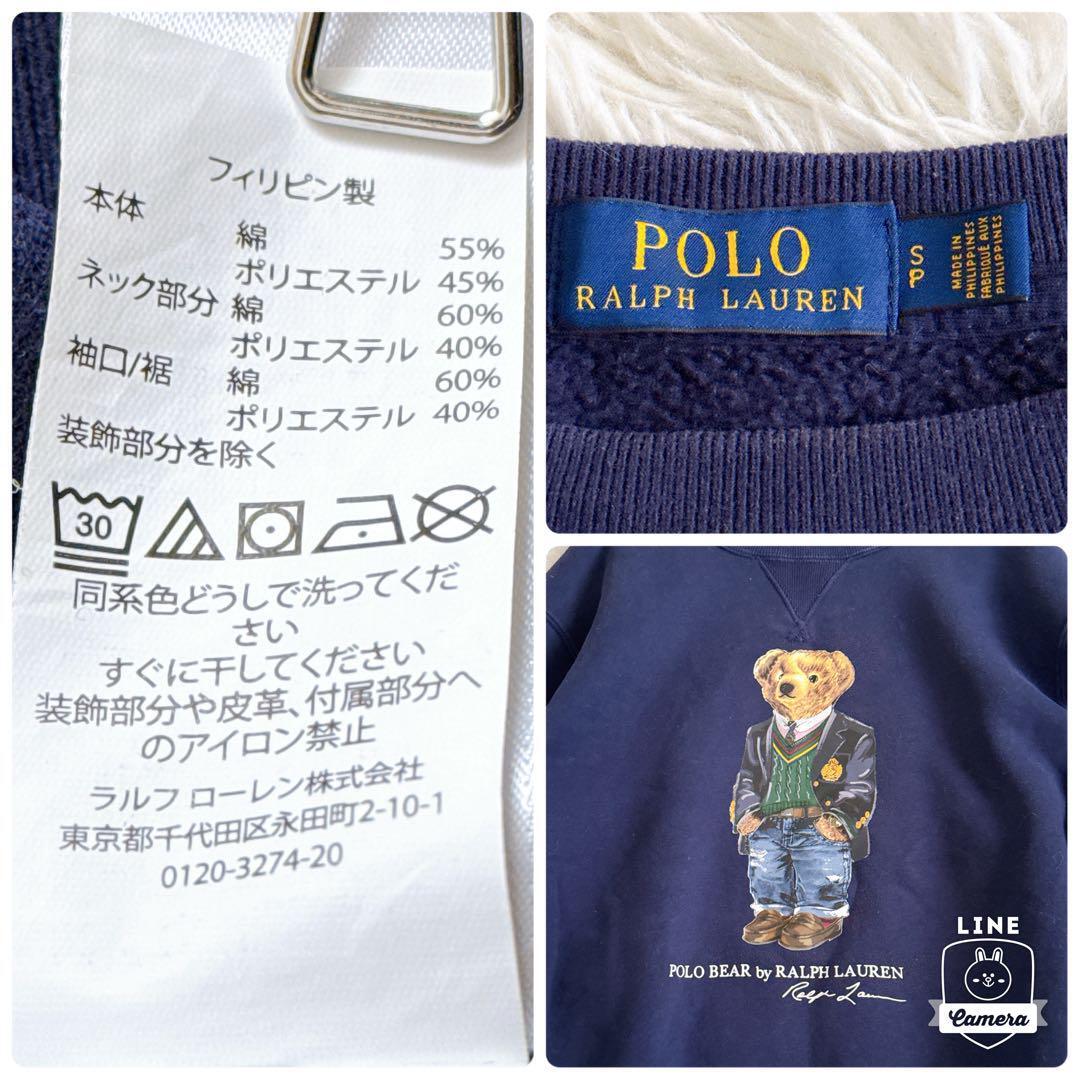 フィリピン製
本体
綿 55%
ポリエステル 45%
ネック部分 綿 60%
ポリエステル 40%
袖口/裾 綿 60%
ポリエステル 40%
装飾部分を除く
30
同系色どうしで洗ってくだ
さい
すぐに干してください
装飾部分や皮革、付属部分へ
のアイロン禁止
ラルフ ローレン株式会社
東京都千代田区永田町2-10-1
0120-3274-20
POLO
RALPH LAUREN
S
P
MADE IN
PHILIPPINES
FABRIQUÉ AUX
PHILIPPINES
POLO BEAR by RALPH LAUREN
Ralph Lauren
LINE
Camera